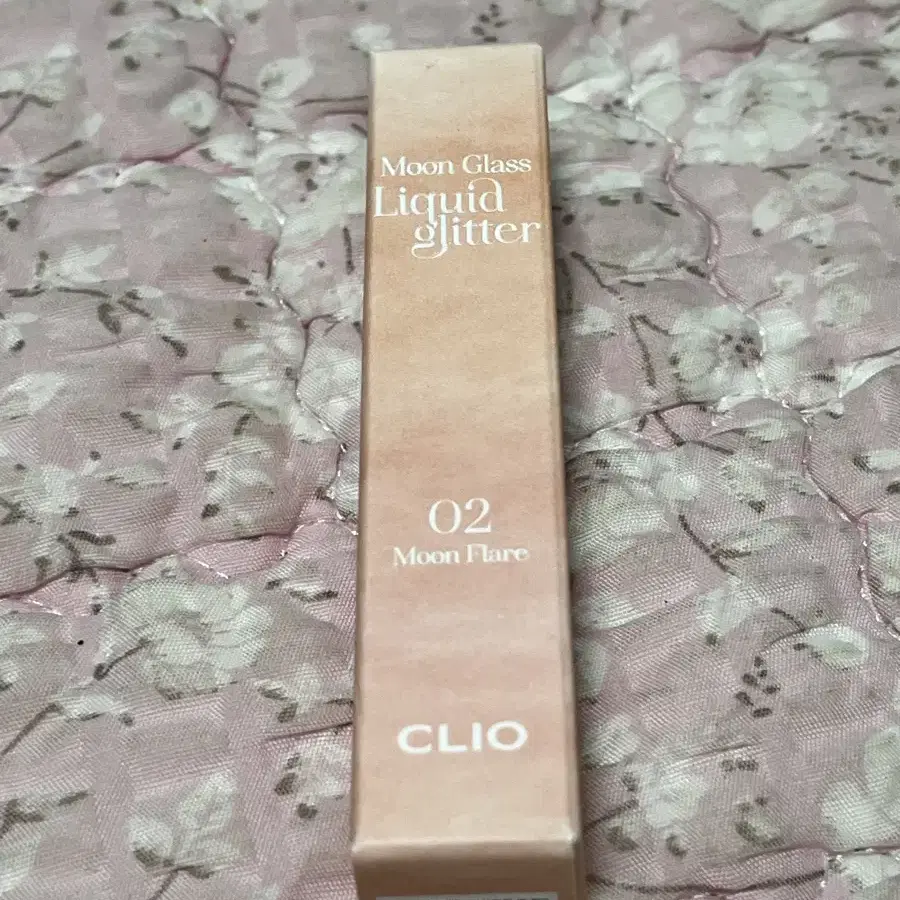 Moon Glass
Liquid
glitter
02
Moon Flare
CLIO